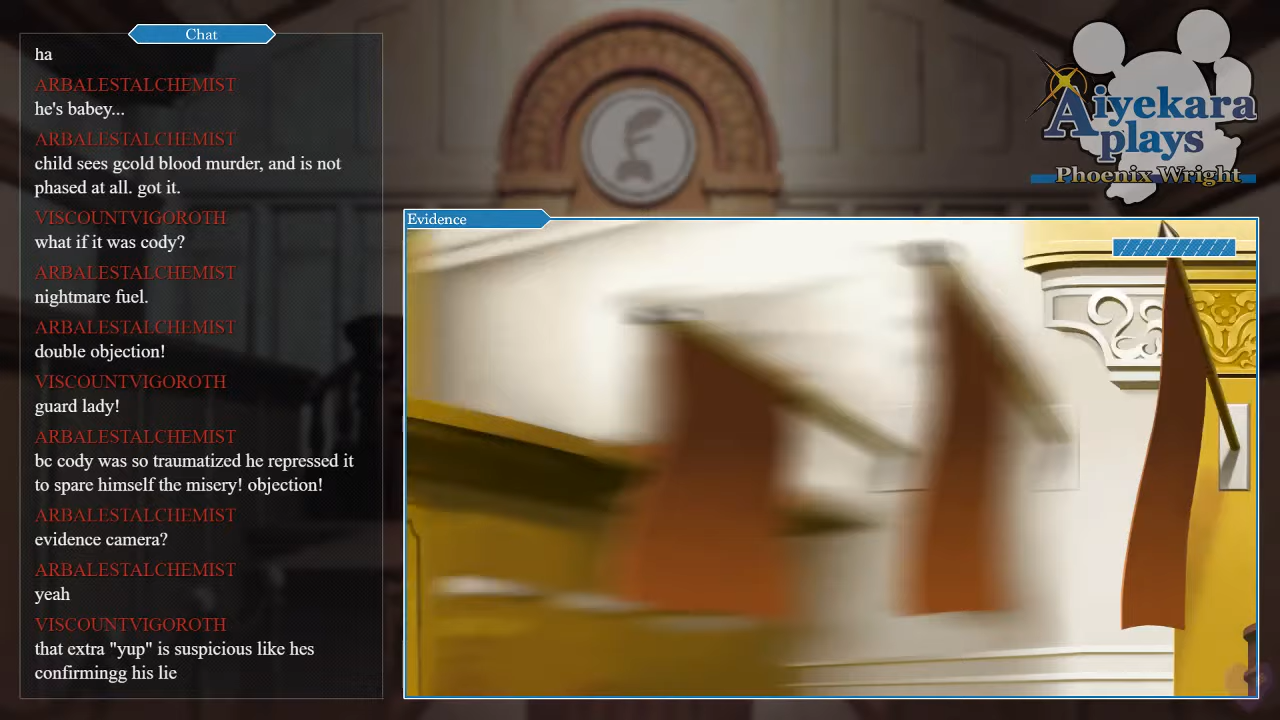 Chat
ha
ARBALESTALCHEMIST
he's babey...
ARBALESTALCHEMIST
child sees gcold blood murder, and is not
phased at all. got it.
VISCOUNTVIGOROTH
what if it was cody?
ARBALESTALCHEMIST
nightmare fuel.
ARBALESTALCHEMIST
double objection!
VISCOUNTVIGOROTH
guard lady!
ARBALESTALCHEMIST
bc cody was so traumatized he repressed it
to spare himself the misery! objection!
ARBALESTALCHEMIST
evidence camera?
ARBALESTALCHEMIST
yeah
VISCOUNTVIGOROTH
that extra "yup" is suspicious like hes
confirmingg his lie
Aiyekara
plays
Phoenix Wright
Evidence